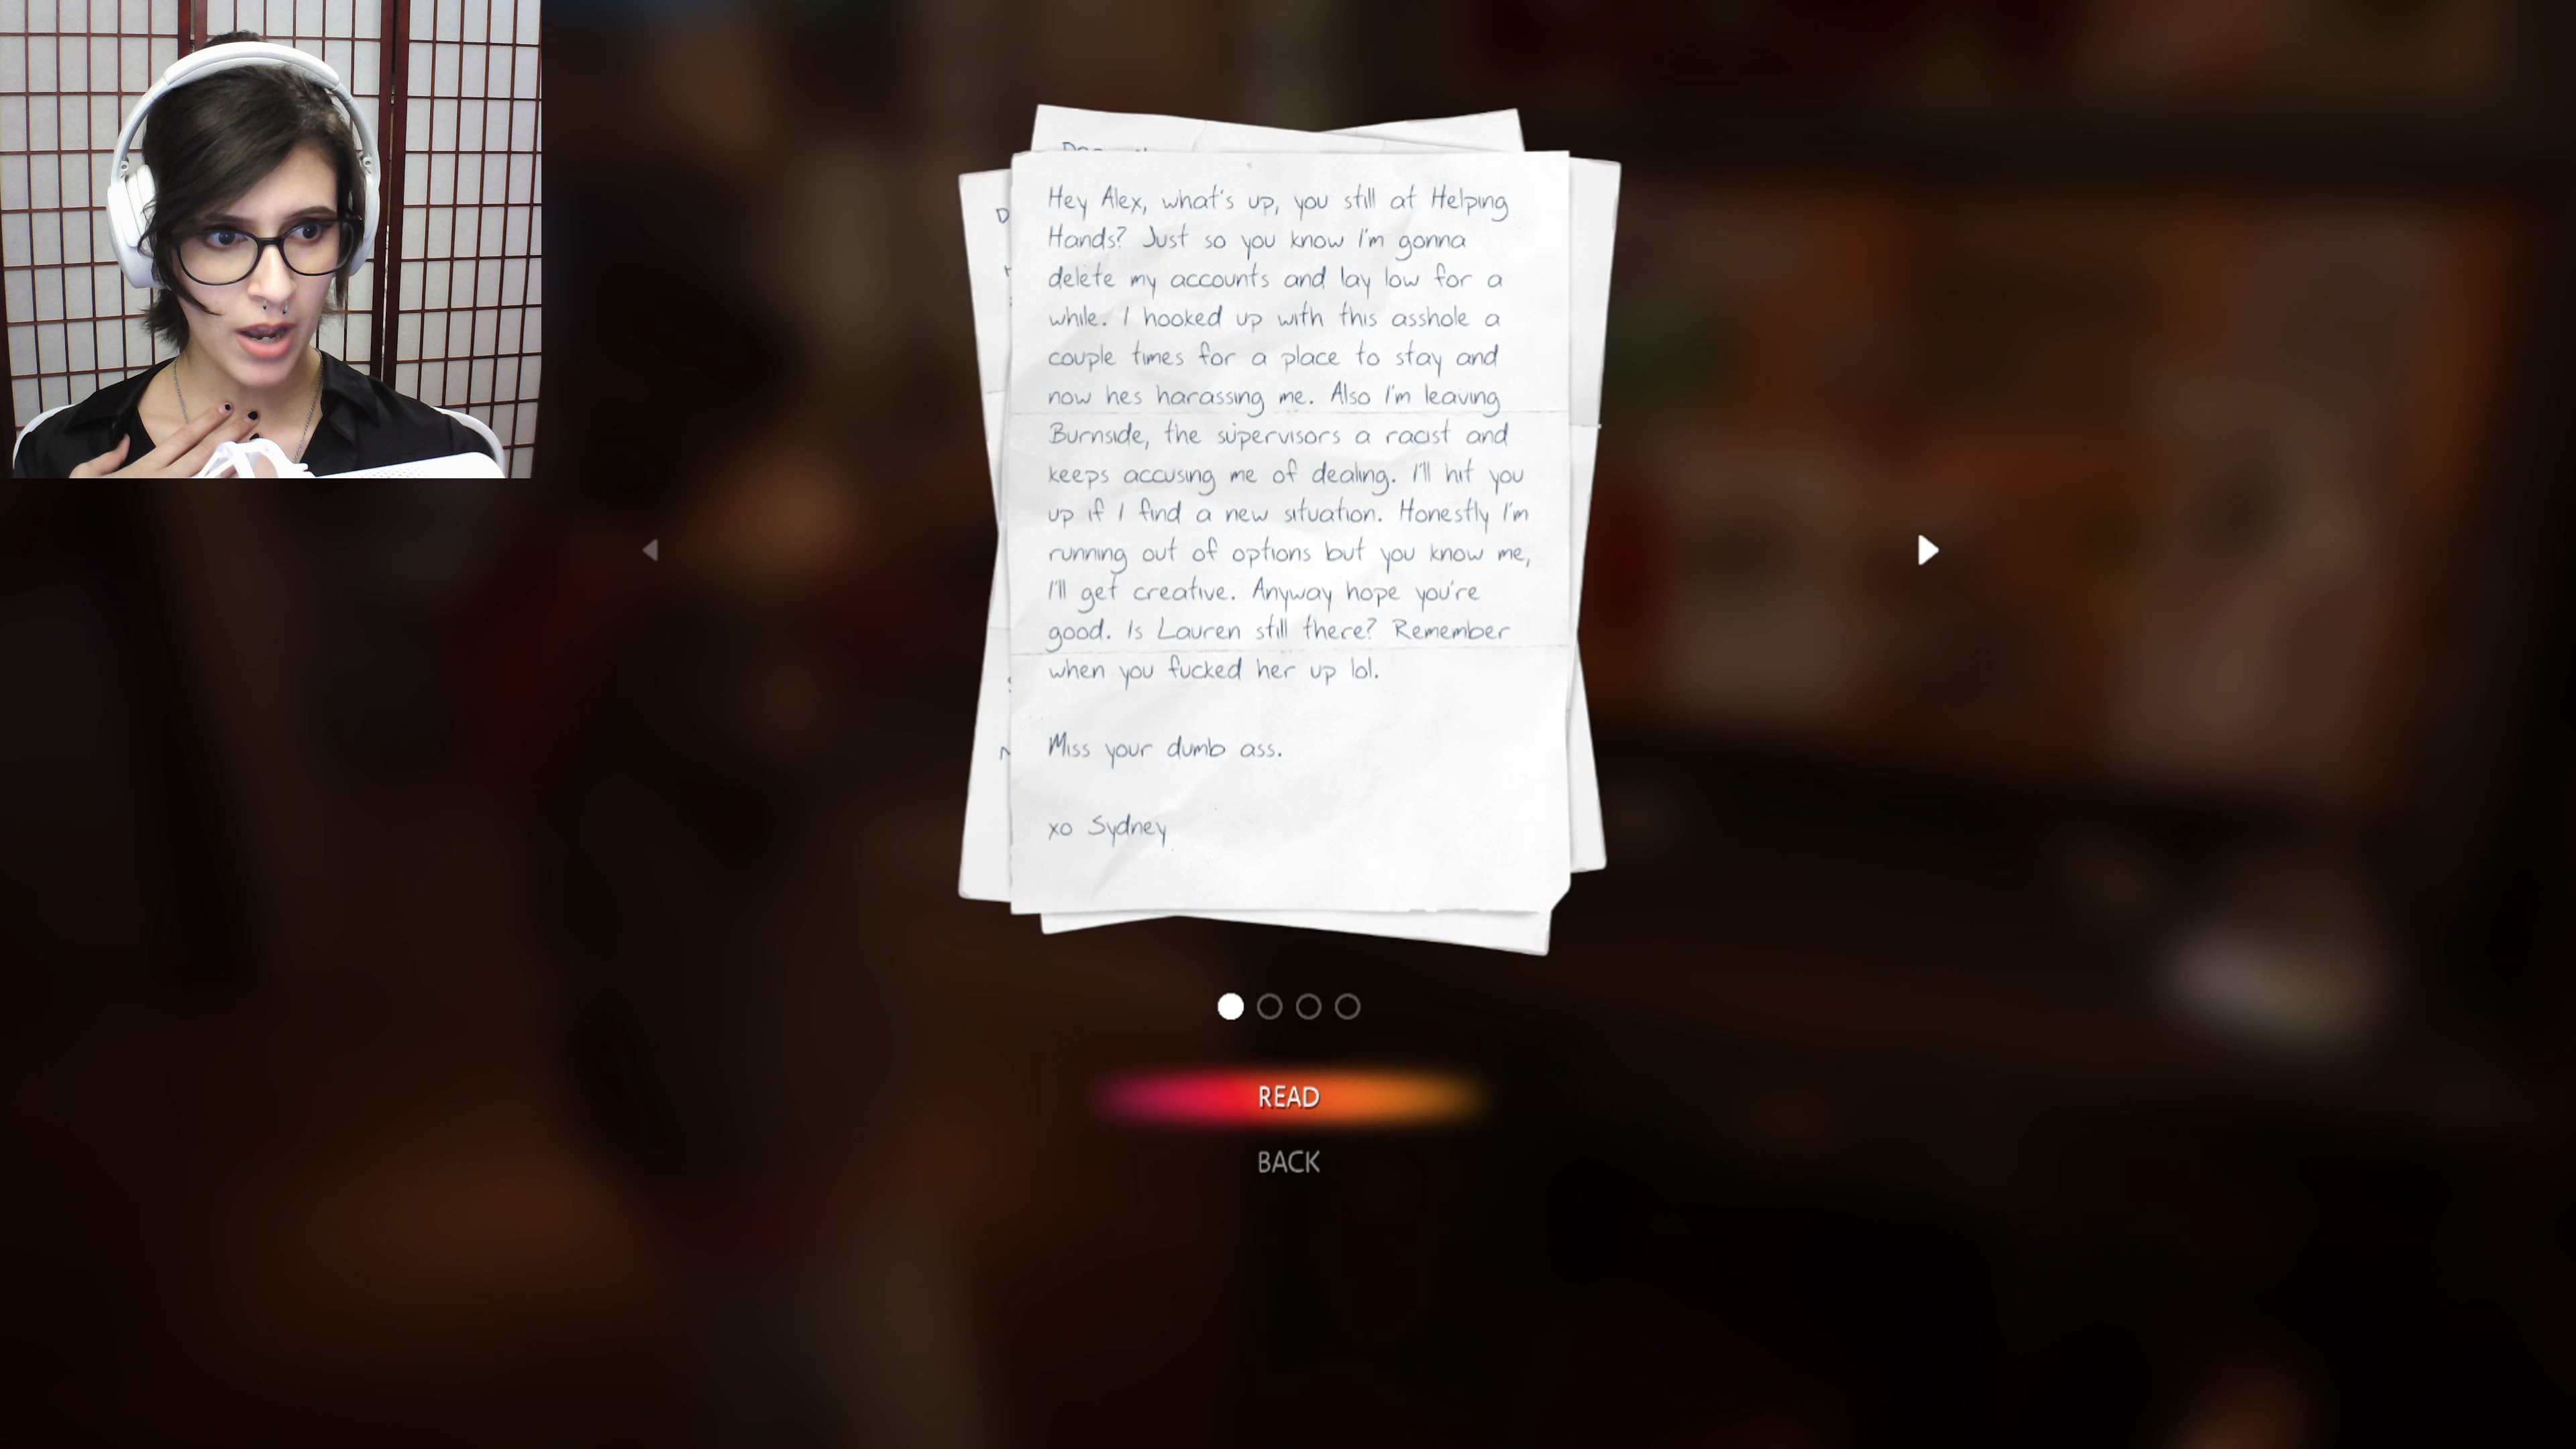 Hey Alex, what's up, you still at Helping
Hands? Just so you know I'm gonna
delete my accounts and lay low for a
while. I hooked up with this asshole a
couple times for a place to stay and
now hes harassing me. Also I'm leaving
Burnside, the supervisors a racist and
keeps accusing me of dealing. I'll hit you
up if I find a new situation. Honestly I'm
running out of options but you know me,
I'll get creative. Anyway hope you're
good. Is Lauren still there? Remember
when you fucked her up lol.
Miss your dumb ass.
xo Sydney
READ
BACK